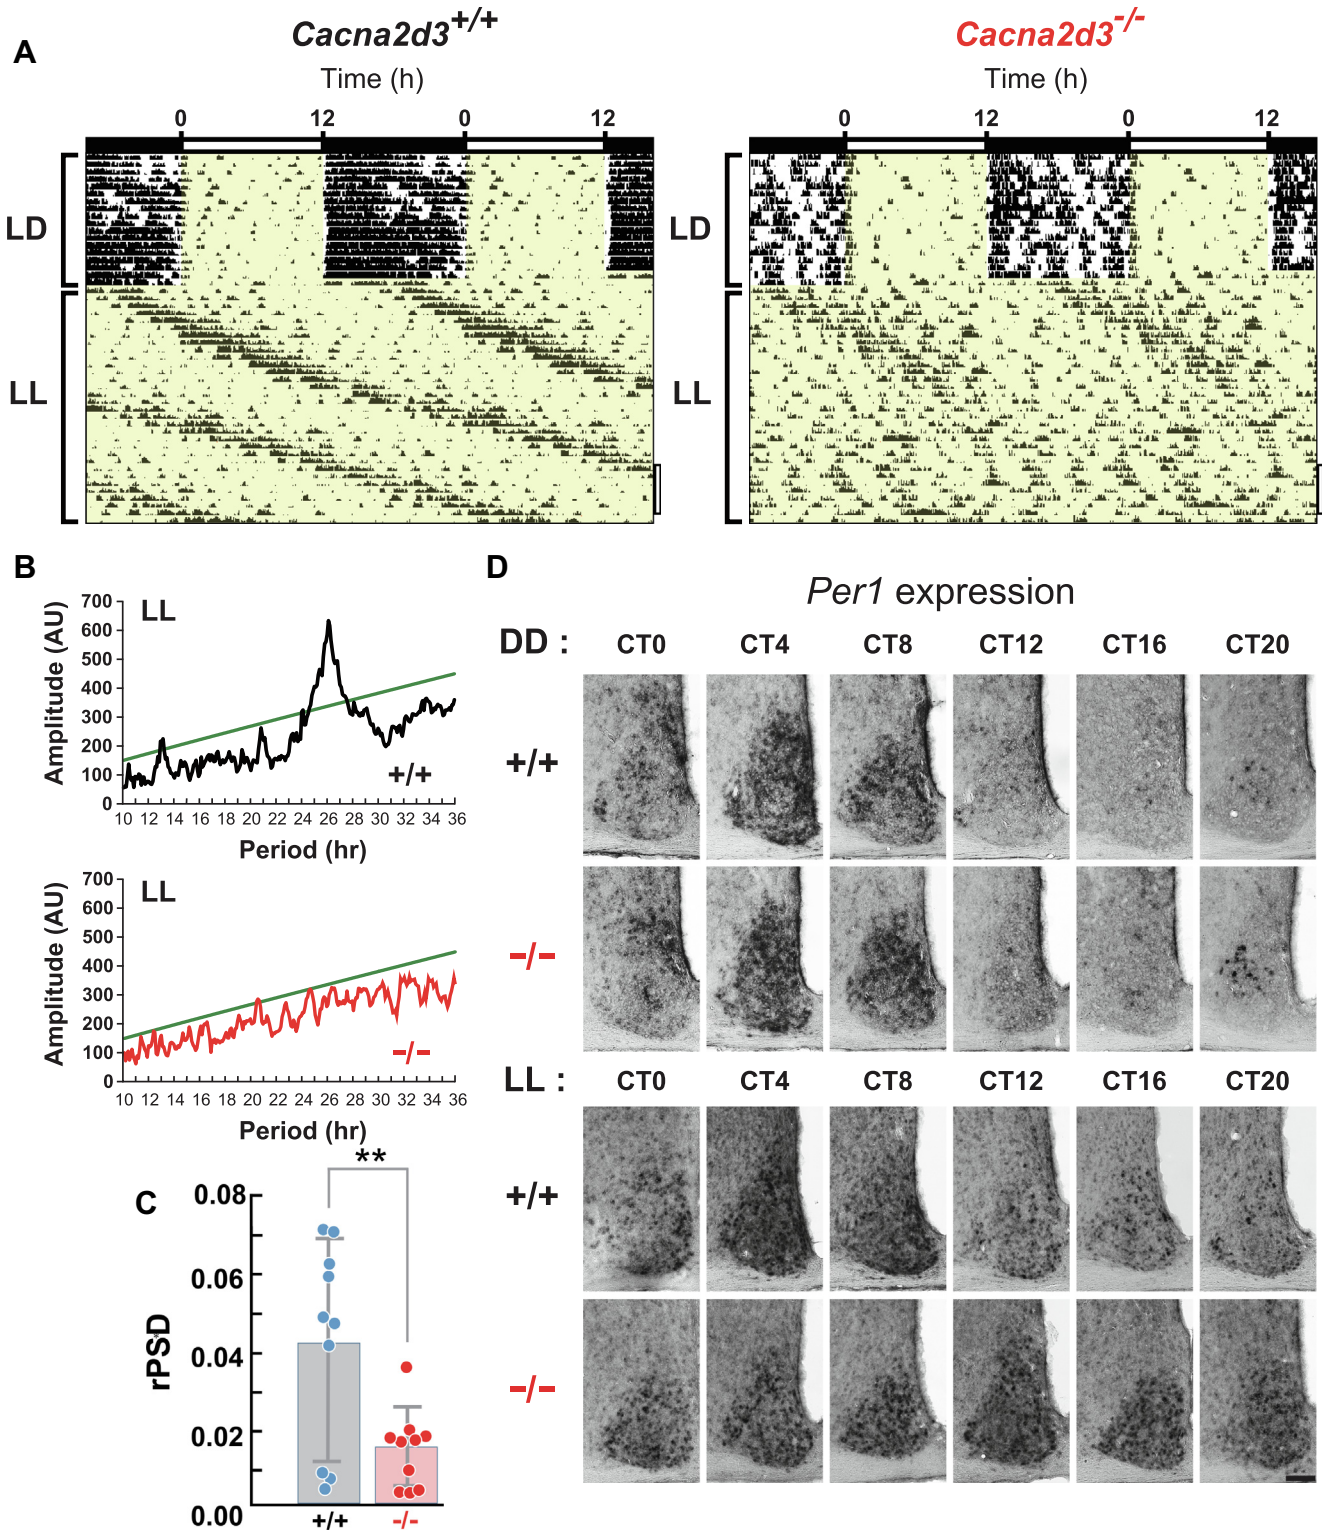 A
Cacna2d3+/+
Cacna2d3-/-
Time (h)
Time (h)
0 12 0 12
0 12 0 12
LD
LD
LL
LL
B
LL
Amplitude (AU)
700
600
500
400
300
200
100
0
+/+
10 12 14 16 18 20 22 24 26 28 30 32 34 36
Period (hr)
LL
Amplitude (AU)
700
600
500
400
300
200
100
0
-/-
10 12 14 16 18 20 22 24 26 28 30 32 34 36
Period (hr)
C
**
rPSD
0.08
0.06
0.04
0.02
0.00
+/+
-/-
D
Per1 expression
DD : CT0 CT4 CT8 CT12 CT16 CT20
+/+
-/-
LL : CT0 CT4 CT8 CT12 CT16 CT20
+/+
-/-